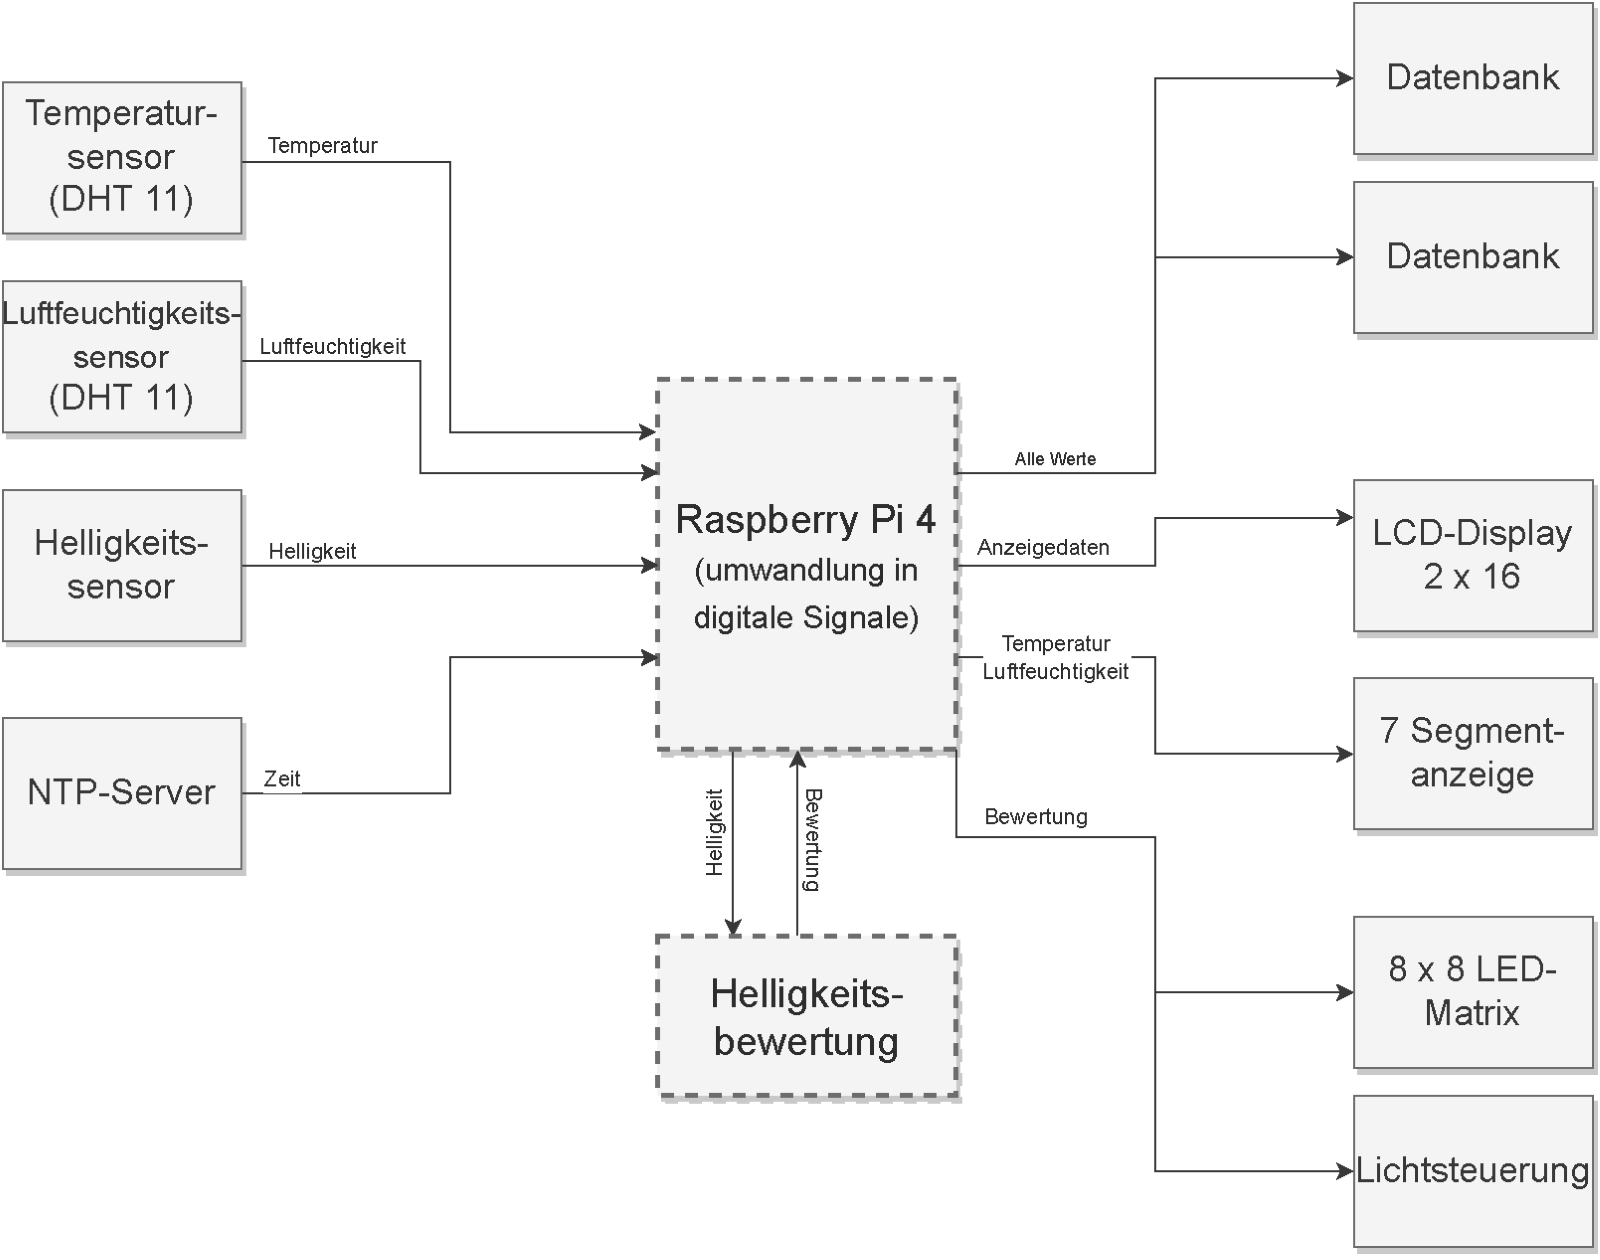 Temperatur-
sensor
(DHT 11)
Temperatur
Luftfeuchtigkeits-
sensor
(DHT 11)
Luftfeuchtigkeit
Helligkeits-
sensor
Helligkeit
NTP-Server
Zeit
Raspberry Pi 4
(umwandlung in
digitale Signale)
Helligkeit
Bewertung
Helligkeits-
bewertung
Alle Werte
Anzeigedaten
Temperatur
Luftfeuchtigkeit
Bewertung
Datenbank
Datenbank
LCD-Display
2 x 16
7 Segment-
anzeige
8 x 8 LED-
Matrix
Lichtsteuerung